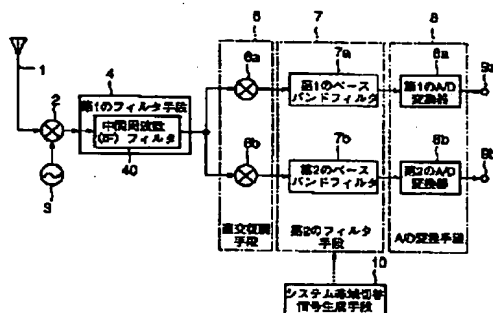 6
7
8
6a
7a
8a
9a
4
1
2
第1のフィルタ手段
第1のベース
バンドフィルタ
第1のA/D
変換器
中間周波数
(IF)フィルタ
6b
7b
8b
9b
40
3
第2のベース
バンドフィルタ
第2のA/D
変換器
直交復調
手段
第2のフィルタ
手段
A/D変換手段
10
システム帯域切替
信号生成手段